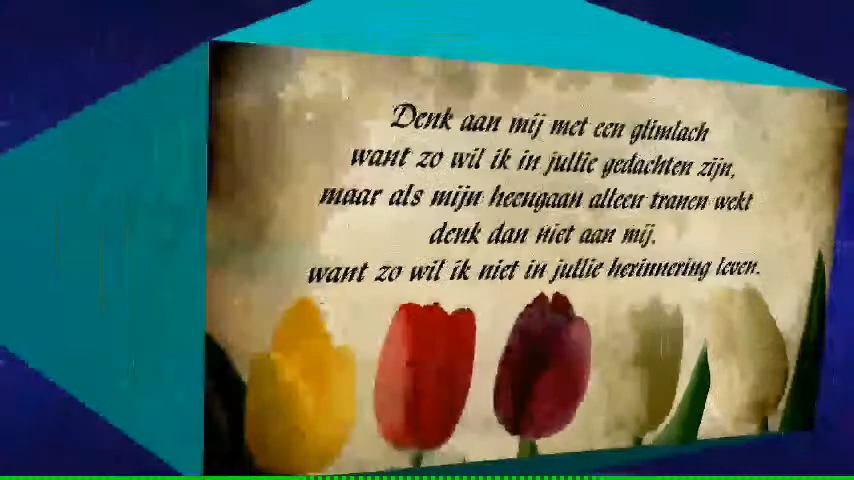 Denk aan mij met een glimlach
want zo wil ik in jullie gedachten zijn,
maar als mijn heengaan alleen tranen wekt
denk dan niet aan mij.
want zo wil ik niet in jullie herinnering leven.